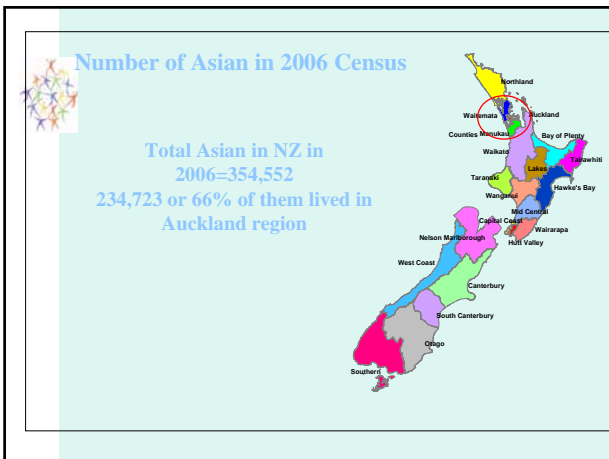 Number of Asian in 2006 Census
Total Asian in NZ in
2006=354,552
234,723 or 66% of them lived in
Auckland region
Northland
Waitemata
Auckland
Counties Manukau
Bay of Plenty
Waikato
Tairawhiti
Lakes
Taranaki
Hawke's Bay
Wanganui
Mid Central
Capital Coast
Wairarapa
Nelson Marlborough
Hutt Valley
West Coast
Canterbury
South Canterbury
Otago
Southern